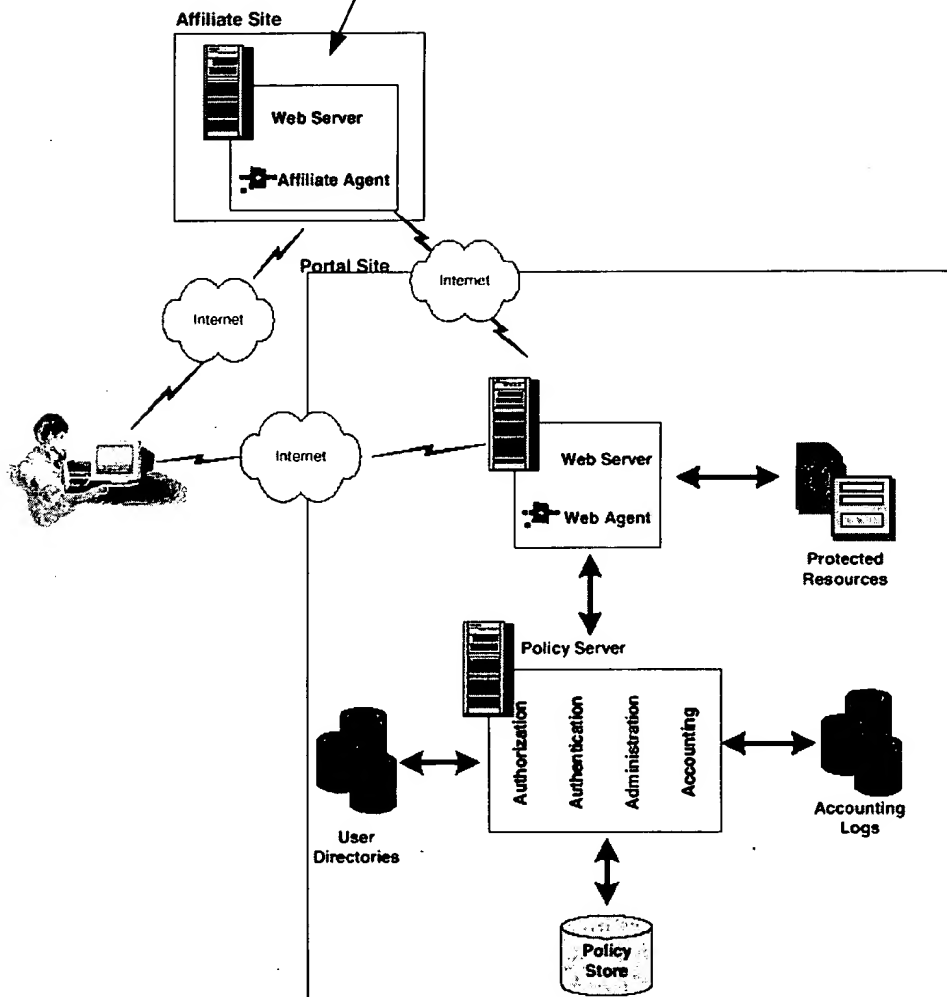 Affiliate Site
Web Server
Affiliate Agent
Portal Site
Internet
Internet
Internet
Web Server
Web Agent
Protected
Resources
Policy Server
Authorization
Authentication
Administration
Accounting
User
Directories
Accounting
Logs
Policy
Store